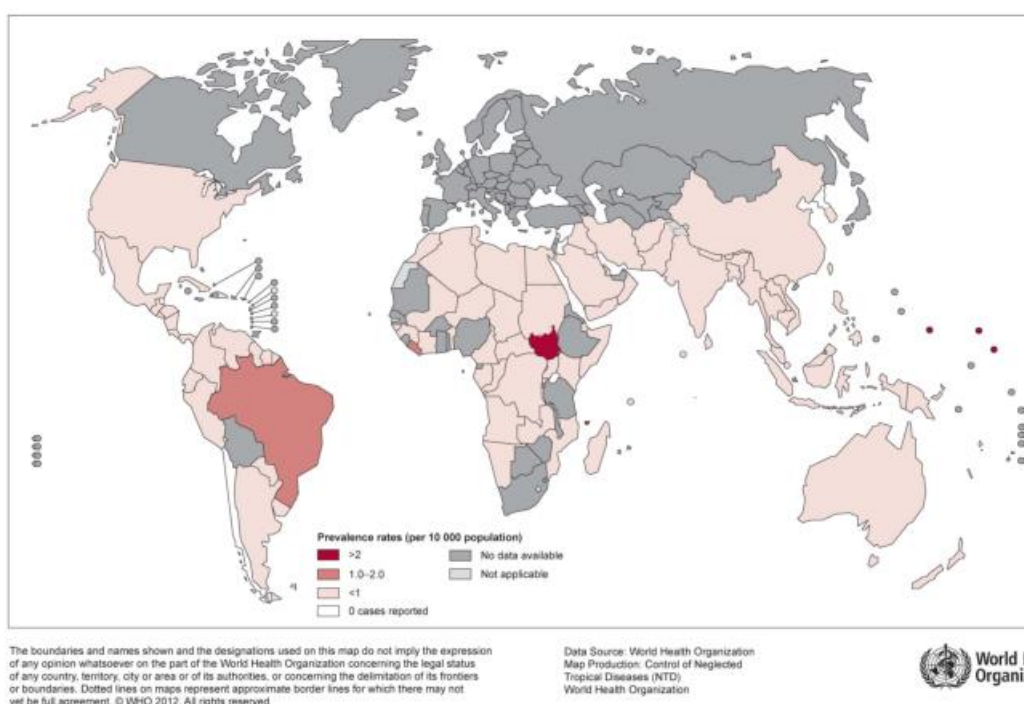 Prevalence rates (per 10 000 population)
>2
1.0–2.0
<1
0 cases reported
No data available
Not applicable
The boundaries and names shown and the designations used on this map do not imply the expression
of any opinion whatsoever on the part of the World Health Organization concerning the legal status
of any country, territory, city or area or of its authorities, or concerning the delimitation of its frontiers
or boundaries. Dotted lines on maps represent approximate border lines for which there may not
yet be full agreement. © WHO 2012. All rights reserved
Data Source: World Health Organization
Map Production: Control of Neglected
Tropical Diseases (NTD)
World Health Organization
World
Organiz